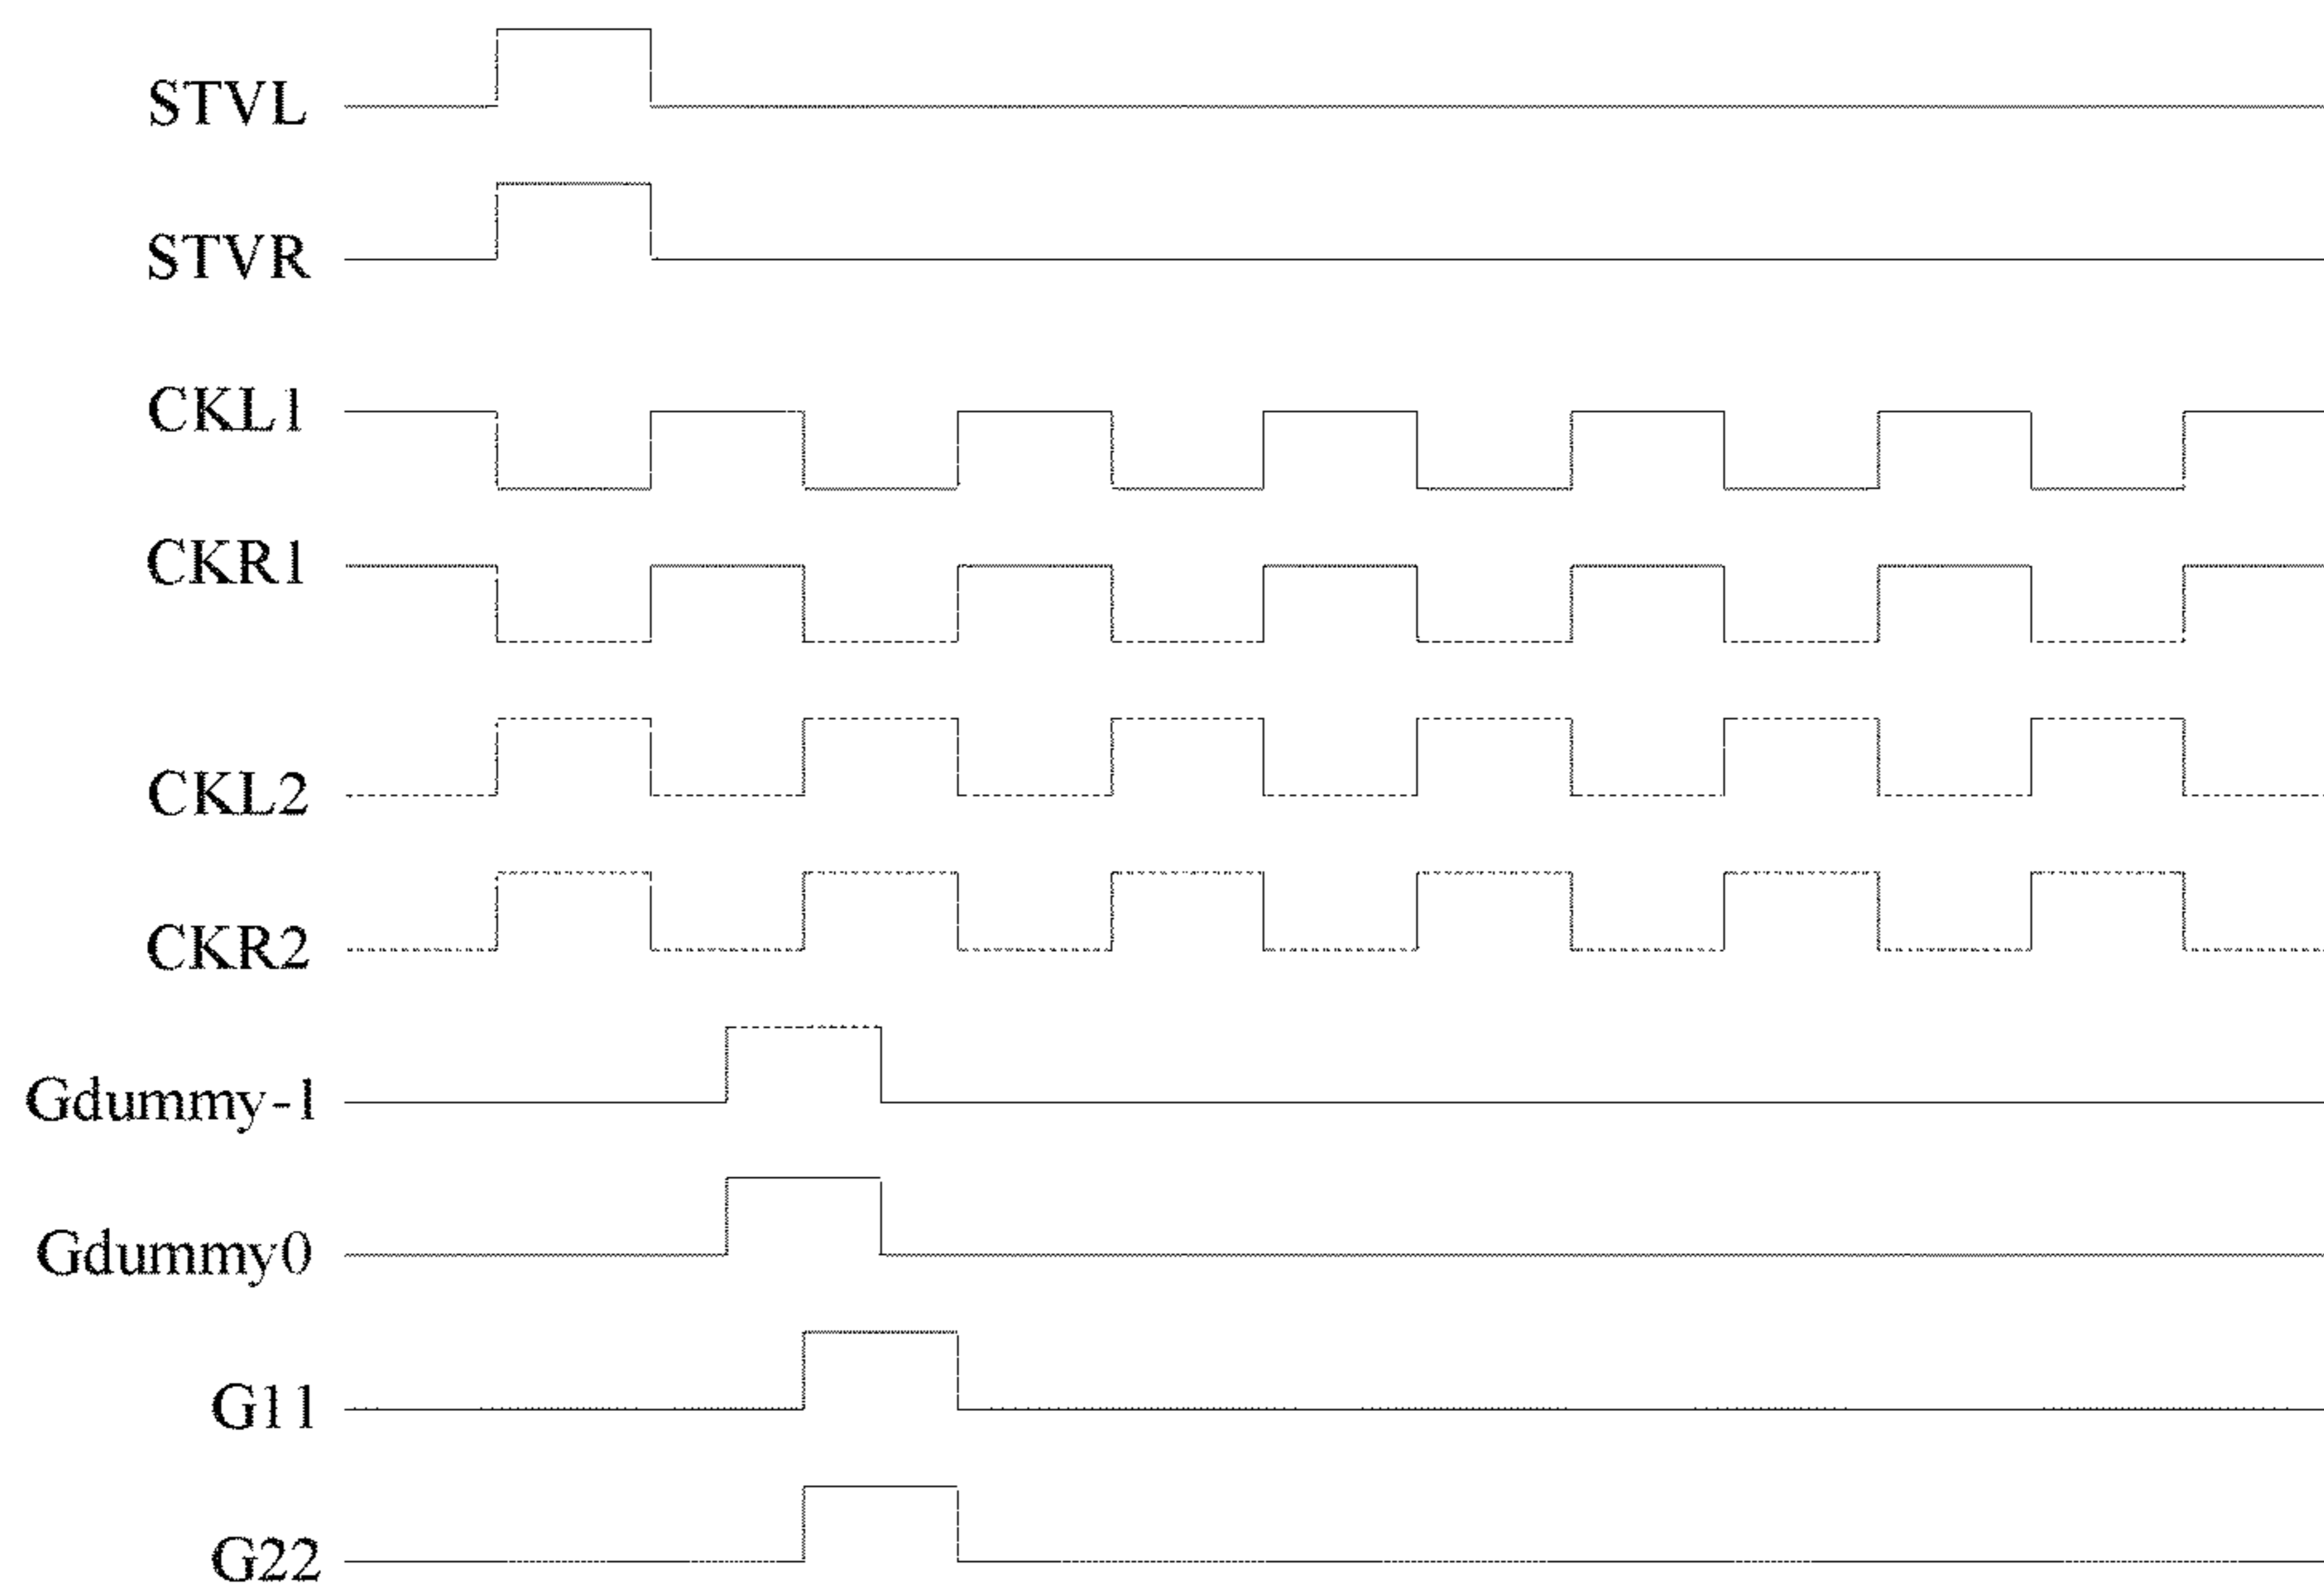 STVL
STVR
CKL1
CKR1
CKL2
CKR2
Gdummy-1
Gdummy0
G11
G22